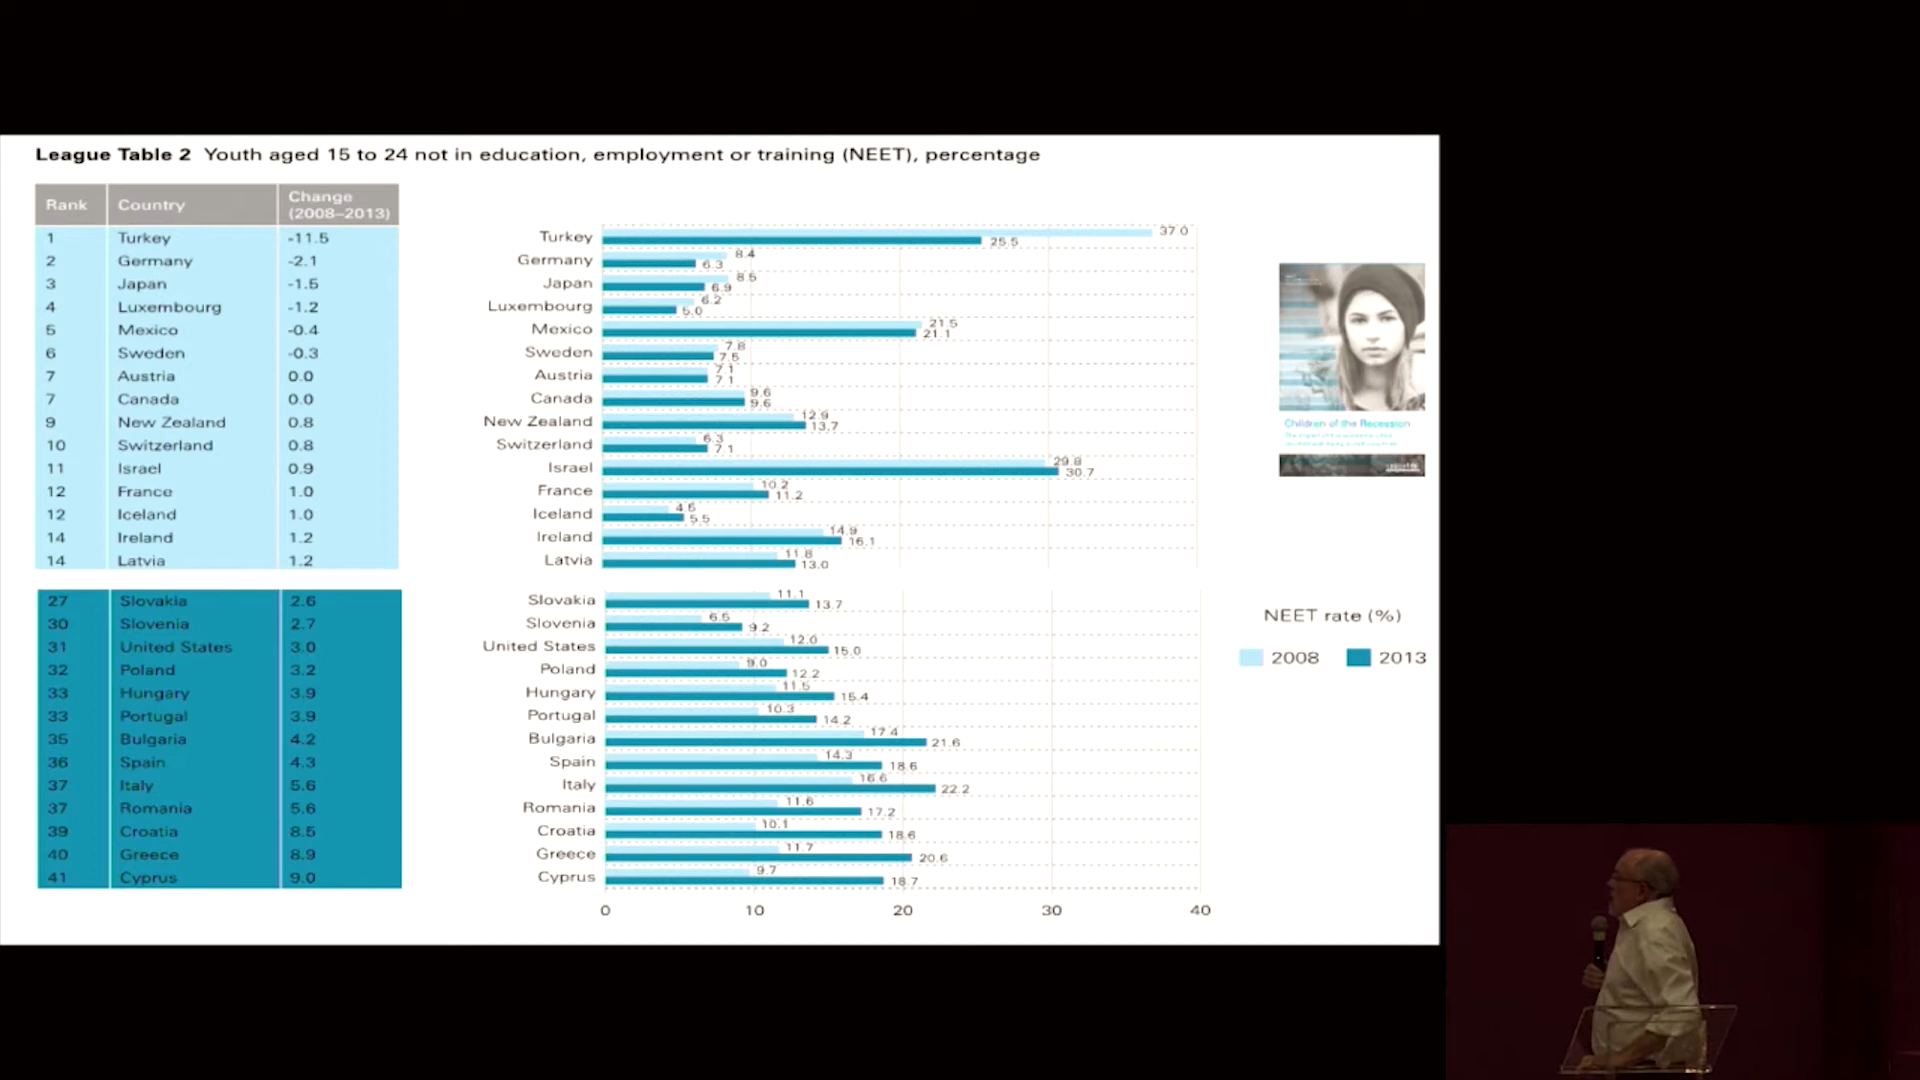 League Table 2 Youth aged 15 to 24 not in education, employment or training (NEET), percentage
Rank Country Change (2008–2013)
1 Turkey -11.5
2 Germany -2.1
3 Japan -1.5
4 Luxembourg -1.2
5 Mexico -0.4
6 Sweden -0.3
7 Austria 0.0
7 Canada 0.0
9 New Zealand 0.8
10 Switzerland 0.8
11 Israel 0.9
12 France 1.0
12 Iceland 1.0
14 Ireland 1.2
14 Latvia 1.2
27 Slovakia 2.6
30 Slovenia 2.7
31 United States 3.0
32 Poland 3.2
33 Hungary 3.9
33 Portugal 3.9
35 Bulgaria 4.2
36 Spain 4.3
37 Italy 5.6
37 Romania 5.6
39 Croatia 8.5
40 Greece 8.9
41 Cyprus 9.0
Turkey 37.0 25.5
Germany 8.4 6.3
Japan 8.5 6.9
Luxembourg 6.2 5.0
Mexico 21.5 21.1
Sweden 7.8 7.5
Austria 7.1 7.1
Canada 9.6 9.6
New Zealand 12.9 13.7
Switzerland 6.3 7.1
Israel 29.8 30.7
France 10.2 11.2
Iceland 4.6 5.5
Ireland 14.9 16.1
Latvia 11.8 13.0
Slovakia 11.1 13.7
Slovenia 6.5 9.2
United States 12.0 15.0
Poland 9.0 12.2
Hungary 11.5 15.4
Portugal 10.3 14.2
Bulgaria 17.4 21.6
Spain 14.3 18.6
Italy 16.6 22.2
Romania 11.6 17.2
Croatia 10.1 18.6
Greece 11.7 20.6
Cyprus 9.7 18.7
0 10 20 30 40
Children of the Recession
NEET rate (%)
2008 2013